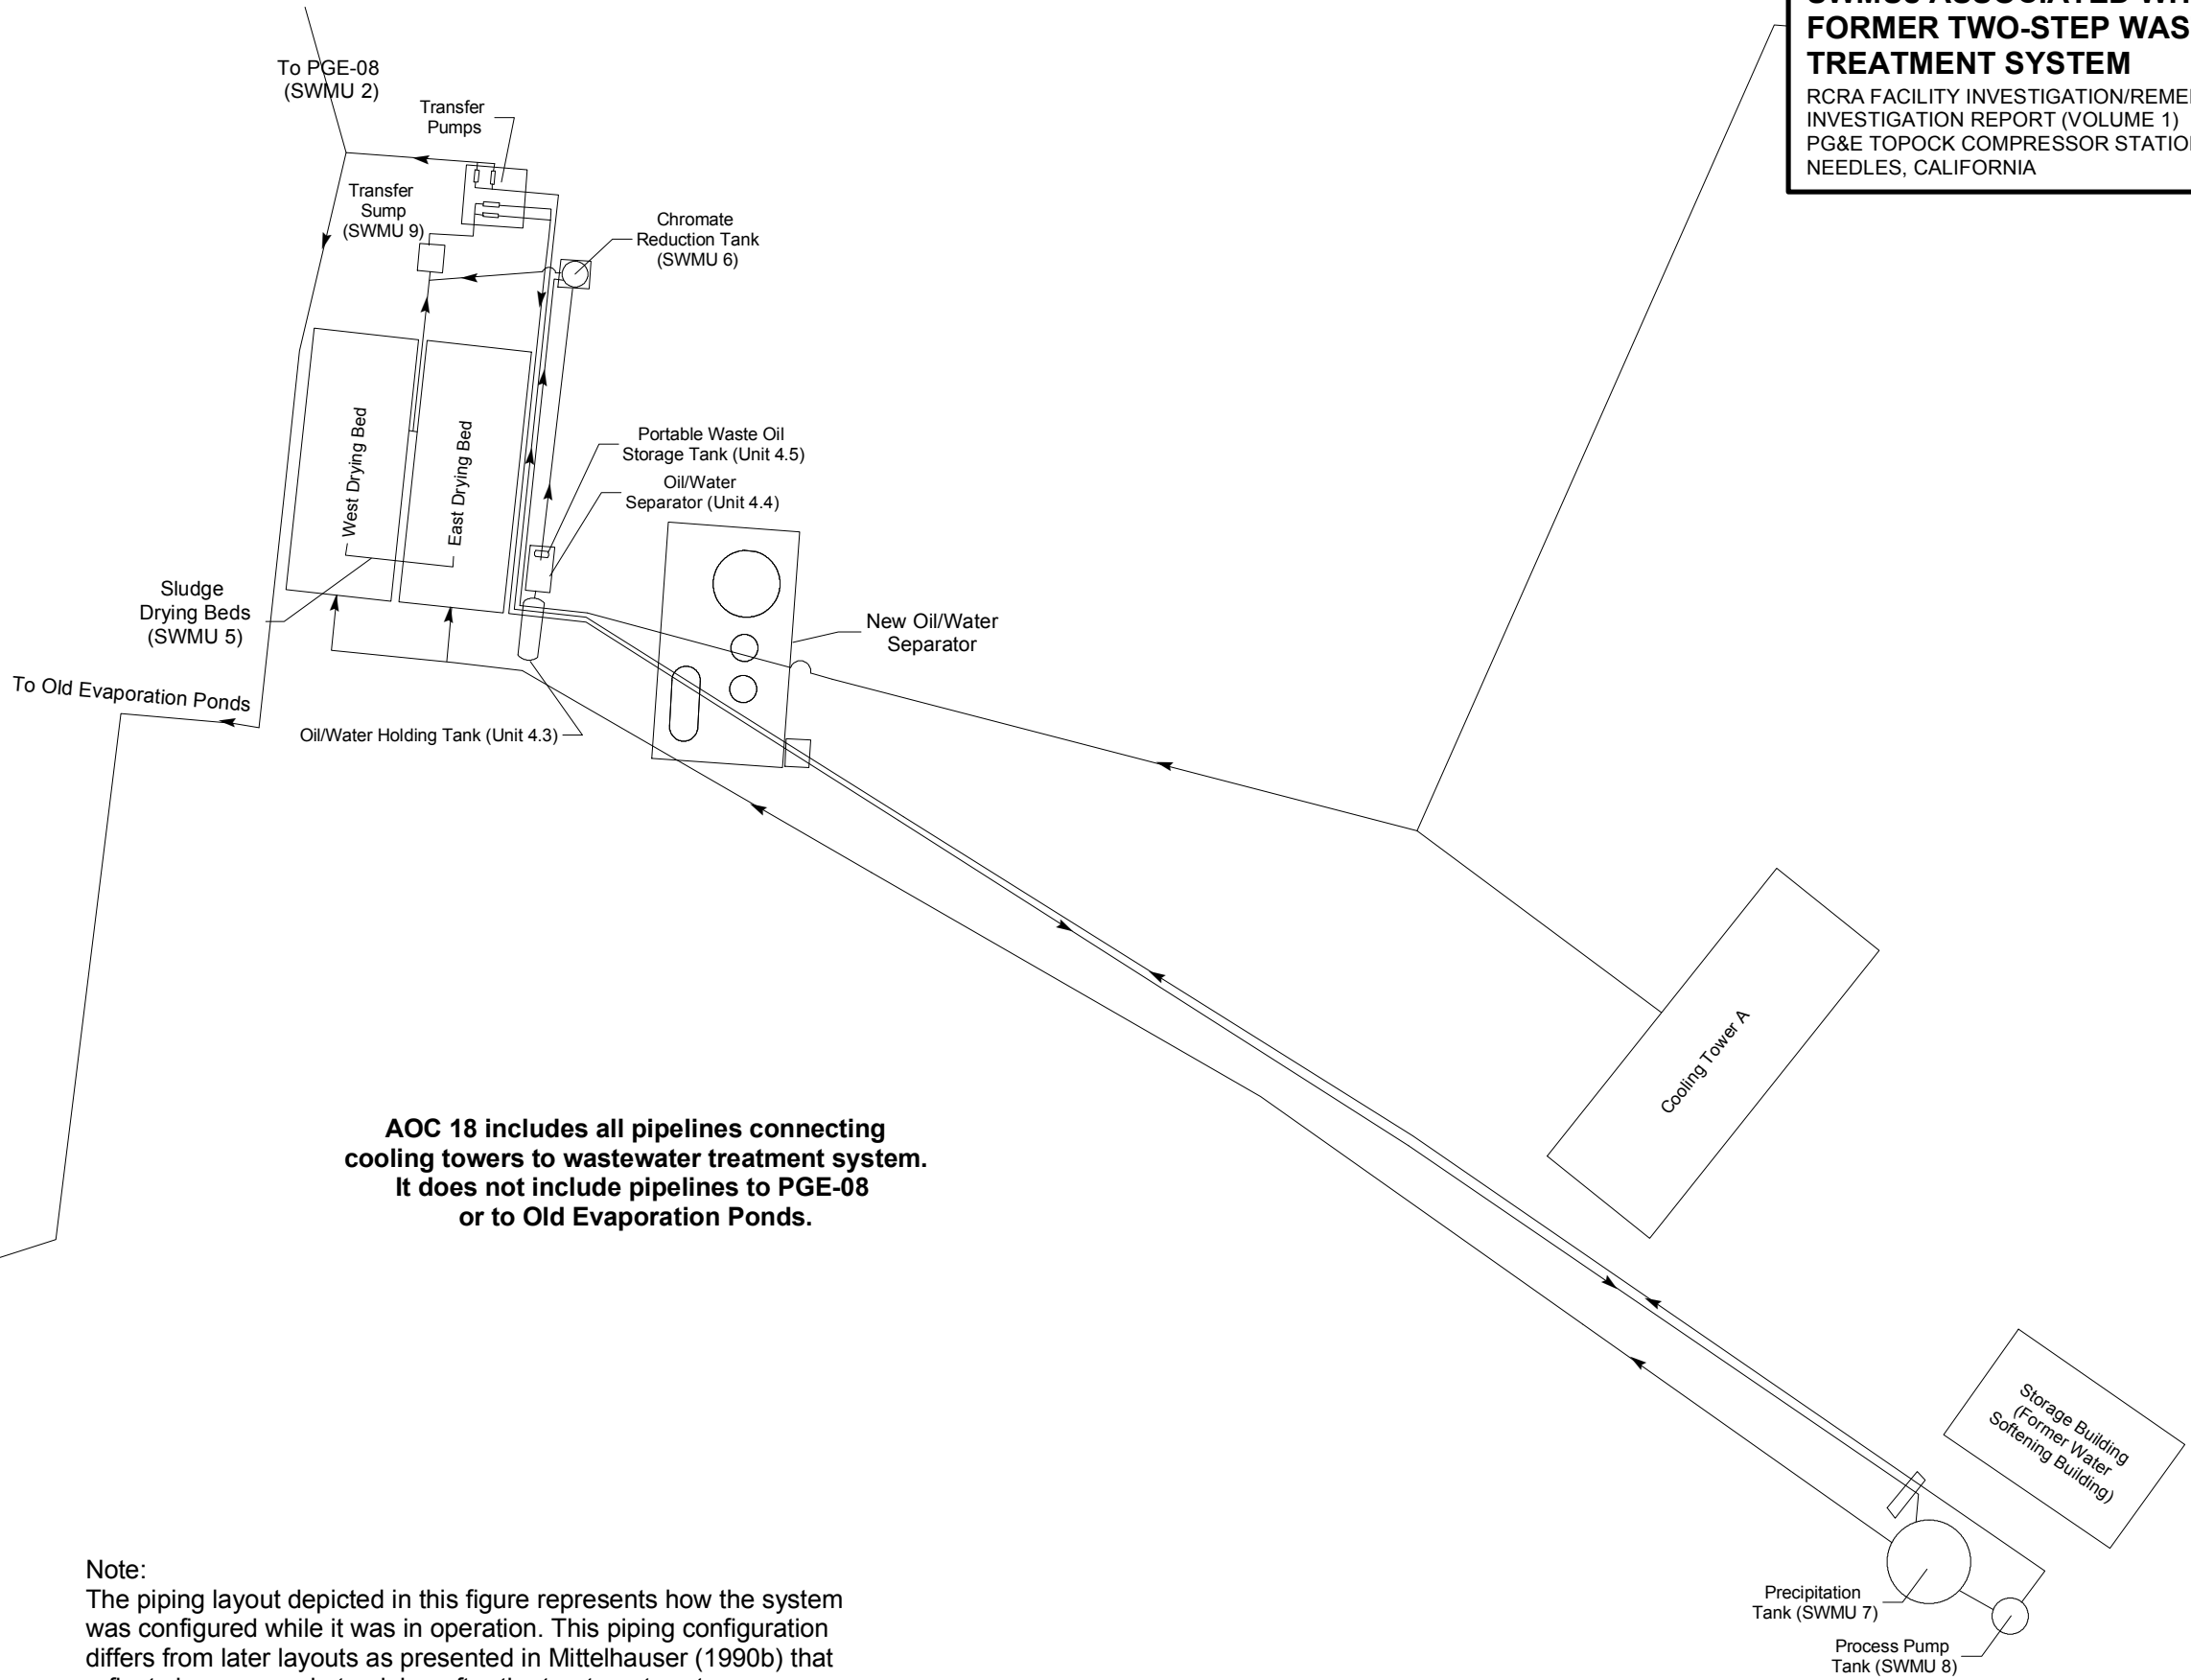 SWMUs ASSOCIATED
FORMER TWO-STEP
TREATMENT SYSTEM
RCRA FACILITY
INVESTIGATION REPORT (VOLUME 1)
PG&E TOPOCK COMPRESSOR
NEEDLES, CALIFORNIA
To PGE-08
(SWMU 2)
Transfer
Pumps
Transfer
Sump
(SWMU 9)
Chromate
Reduction Tank
(SWMU 6)
West Drying Bed
East Drying Bed
Portable Waste Oil
Storage Tank (Unit 4.5)
Oil/Water
Separator (Unit 4.4)
Sludge
Drying Beds
(SWMU 5)
New Oil/Water
Separator
To Old Evaporation Ponds
Oil/Water Holding Tank (Unit 4.3)
Cooling Tower A
AOC 18 includes all pipelines connecting
cooling towers to wastewater treatment system.
It does not include pipelines to PGE-08
or to Old Evaporation Ponds.
Storage Building
(Former Water
Softening Building)
Precipitation
Tank (SWMU 7)
Process Pump
Tank (SWMU 8)
Note:
The piping layout depicted in this figure represents how the system
was configured while it was in operation. This piping configuration
differs from later layouts as presented in Mittelhauser (1990b) that